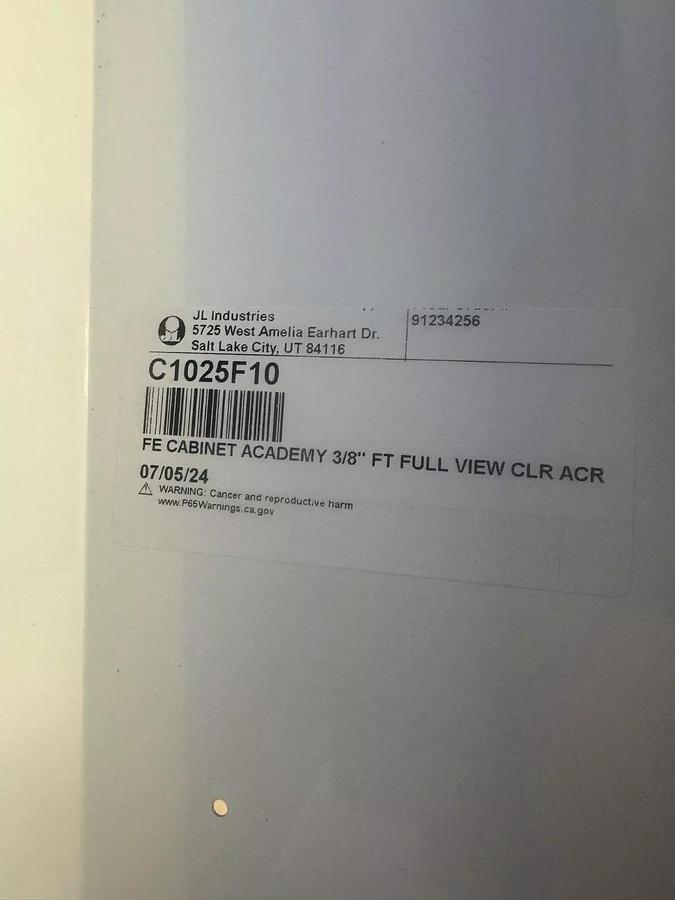 JL Industries
5725 West Amelia Earhart Dr.
Salt Lake City, UT 84116
91234256
C1025F10
FE CABINET ACADEMY 3/8" FT FULL VIEW CLR ACR
07/05/24
WARNING: Cancer and reproductive harm
www.P65Warnings.ca.gov